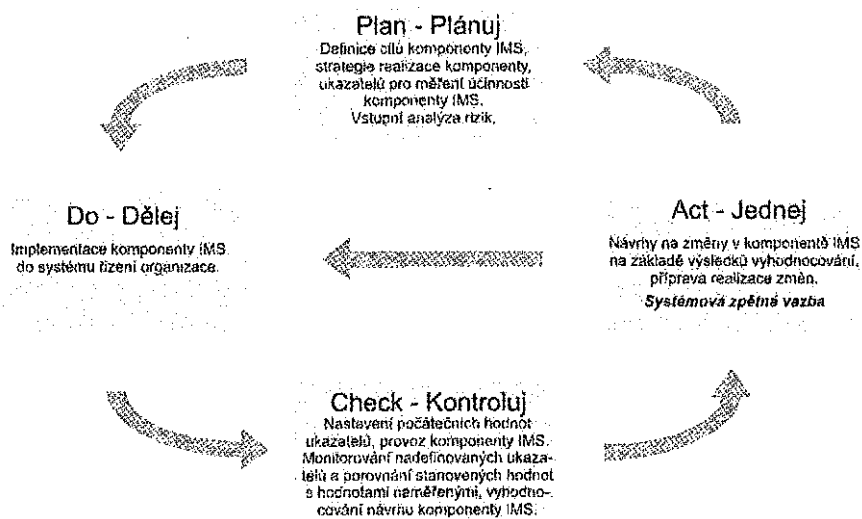 Plan - Plánuj
Definice cílů komponenty IMS,
strategie realizace komponenty,
ukazatelů pro měření účinnosti
komponenty IMS.
Vstupní analýza rizik.
Do - Dělej
Implementace komponenty IMS
do systému řízení organizace.
Act - Jednej
Návrhy na změny v komponentě IMS
na základě výsledků vyhodnocování,
příprava realizace změn.
Systémová zpětná vazba
Check - Kontroluj
Nastavení počátečních hodnot
ukazatelů, provoz komponenty IMS.
Monitorování nadefinovaných ukaza-
telů a porovnání stanovených hodnot
s hodnotami naměřenými, vyhodno-
cování návrhu komponenty IMS.